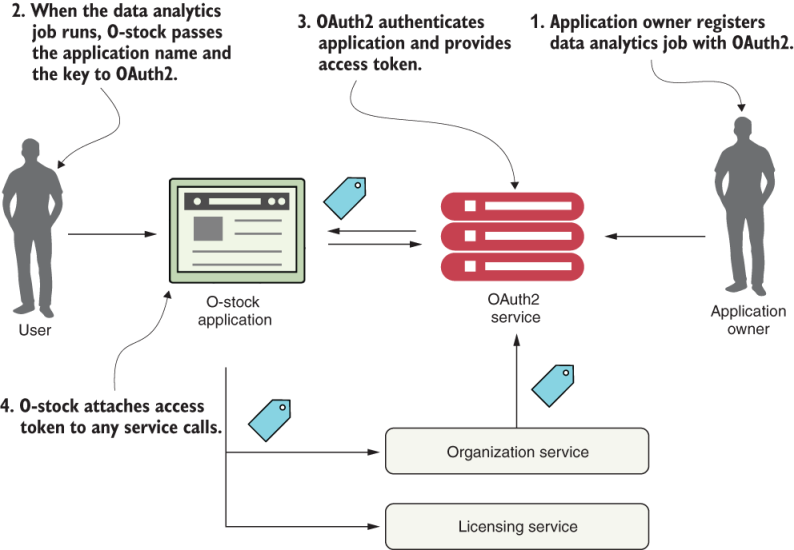 2. When the data analytics
job runs, O-stock passes
the application name and
the key to OAuth2.
3. OAuth2 authenticates
application and provides
access token.
1. Application owner registers
data analytics job with OAuth2.
User
O-stock
application
OAuth2
service
Application
owner
4. O-stock attaches access
token to any service calls.
Organization service
Licensing service